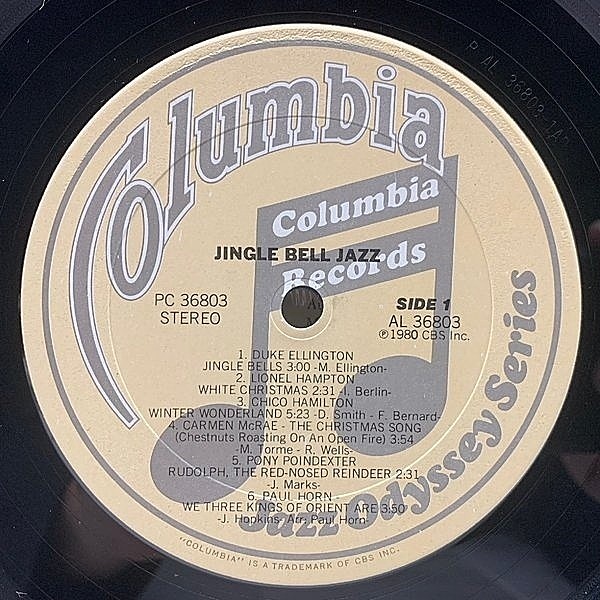 P AL 36803-1A
Columbia
Columbia
Records
JINGLE BELL JAZZ
PC 36803
STEREO
SIDE 1
AL 36803
℗1980 CBS Inc.
1. DUKE ELLINGTON
JINGLE BELLS 3:00 -M. Ellington-
2. LIONEL HAMPTON
WHITE CHRISTMAS 2:31 -I. Berlin-
3. CHICO HAMILTON
WINTER WONDERLAND 5:23 -D. Smith - F. Bernard-
4. CARMEN McRAE - THE CHRISTMAS SONG
(Chestnuts Roasting On An Open Fire) 3:54
-M. Torme - R. Wells-
5. PONY POINDEXTER
RUDOLPH, THE RED-NOSED REINDEER 2:31
-J. Marks-
6. PAUL HORN
WE THREE KINGS OF ORIENT ARE 3:50
-J. Hopkins- Arr: Paul Horn-
Jazz Odyssey Series
"COLUMBIA" IS A TRADEMARK OF CBS INC.